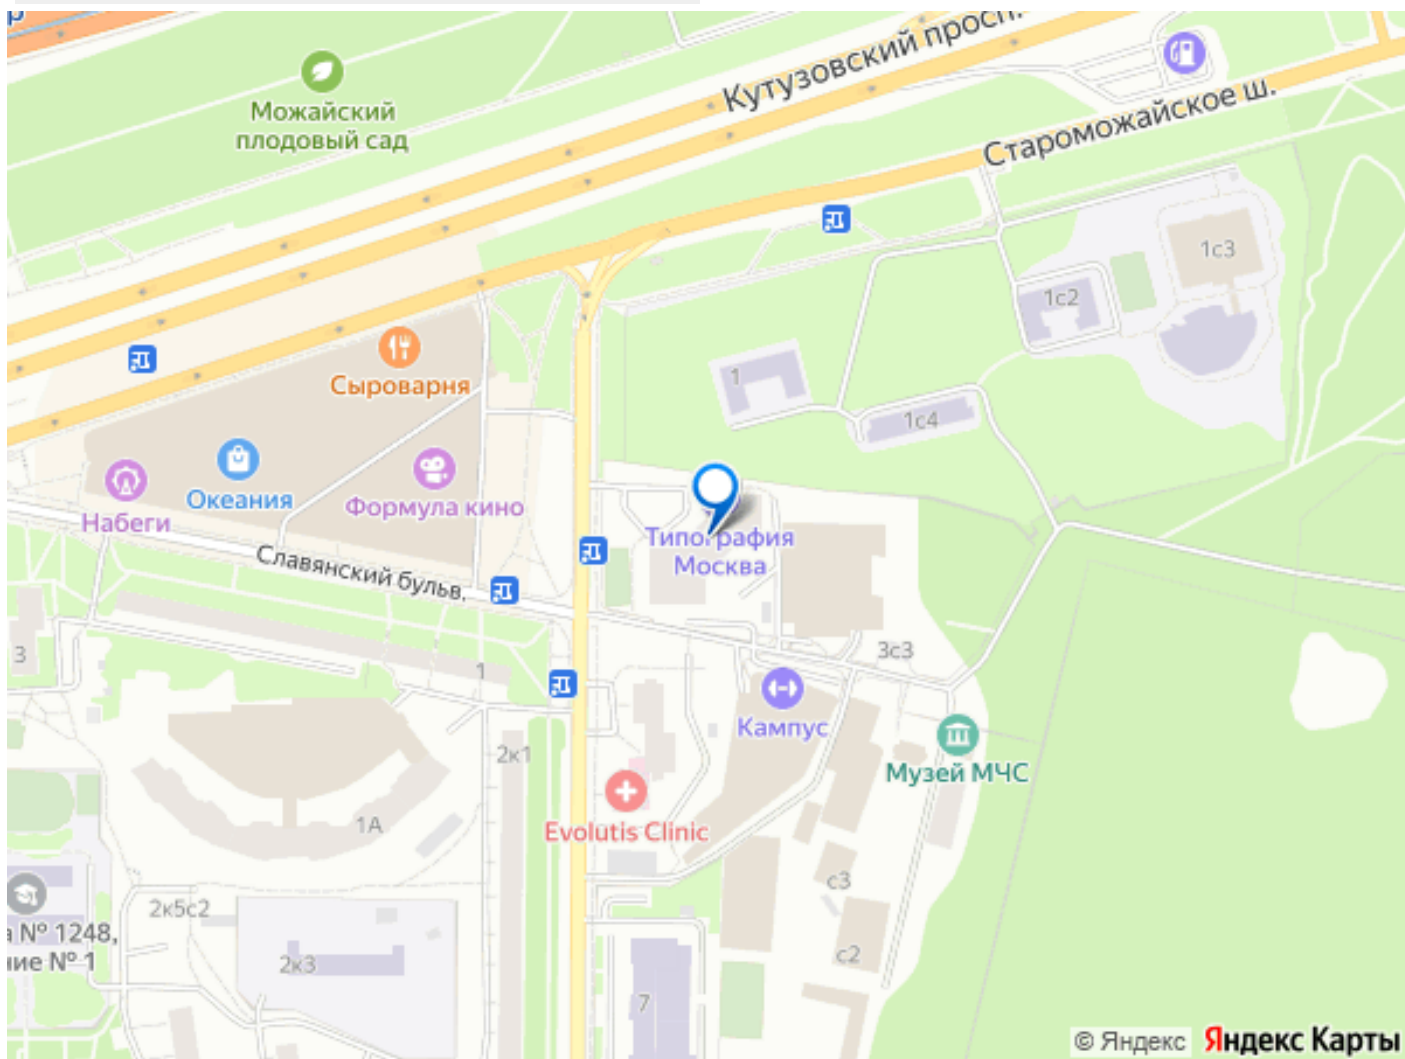 р
Кутузовский просп.
Можайский
плодовый сад
Староможайское ш.
1с3
1с2
Сыроварня
1
1с4
Океания
Формула кино
Набеги
Типография
Москва
Славянский бульв.
3с3
3
1
Кампус
2к1
Музей МЧС
1А
Evolutis Clinic
с3
2к5с2
а № 1248,
ние № 1
2к3
с2
7
© Яндекс Яндекс Карты